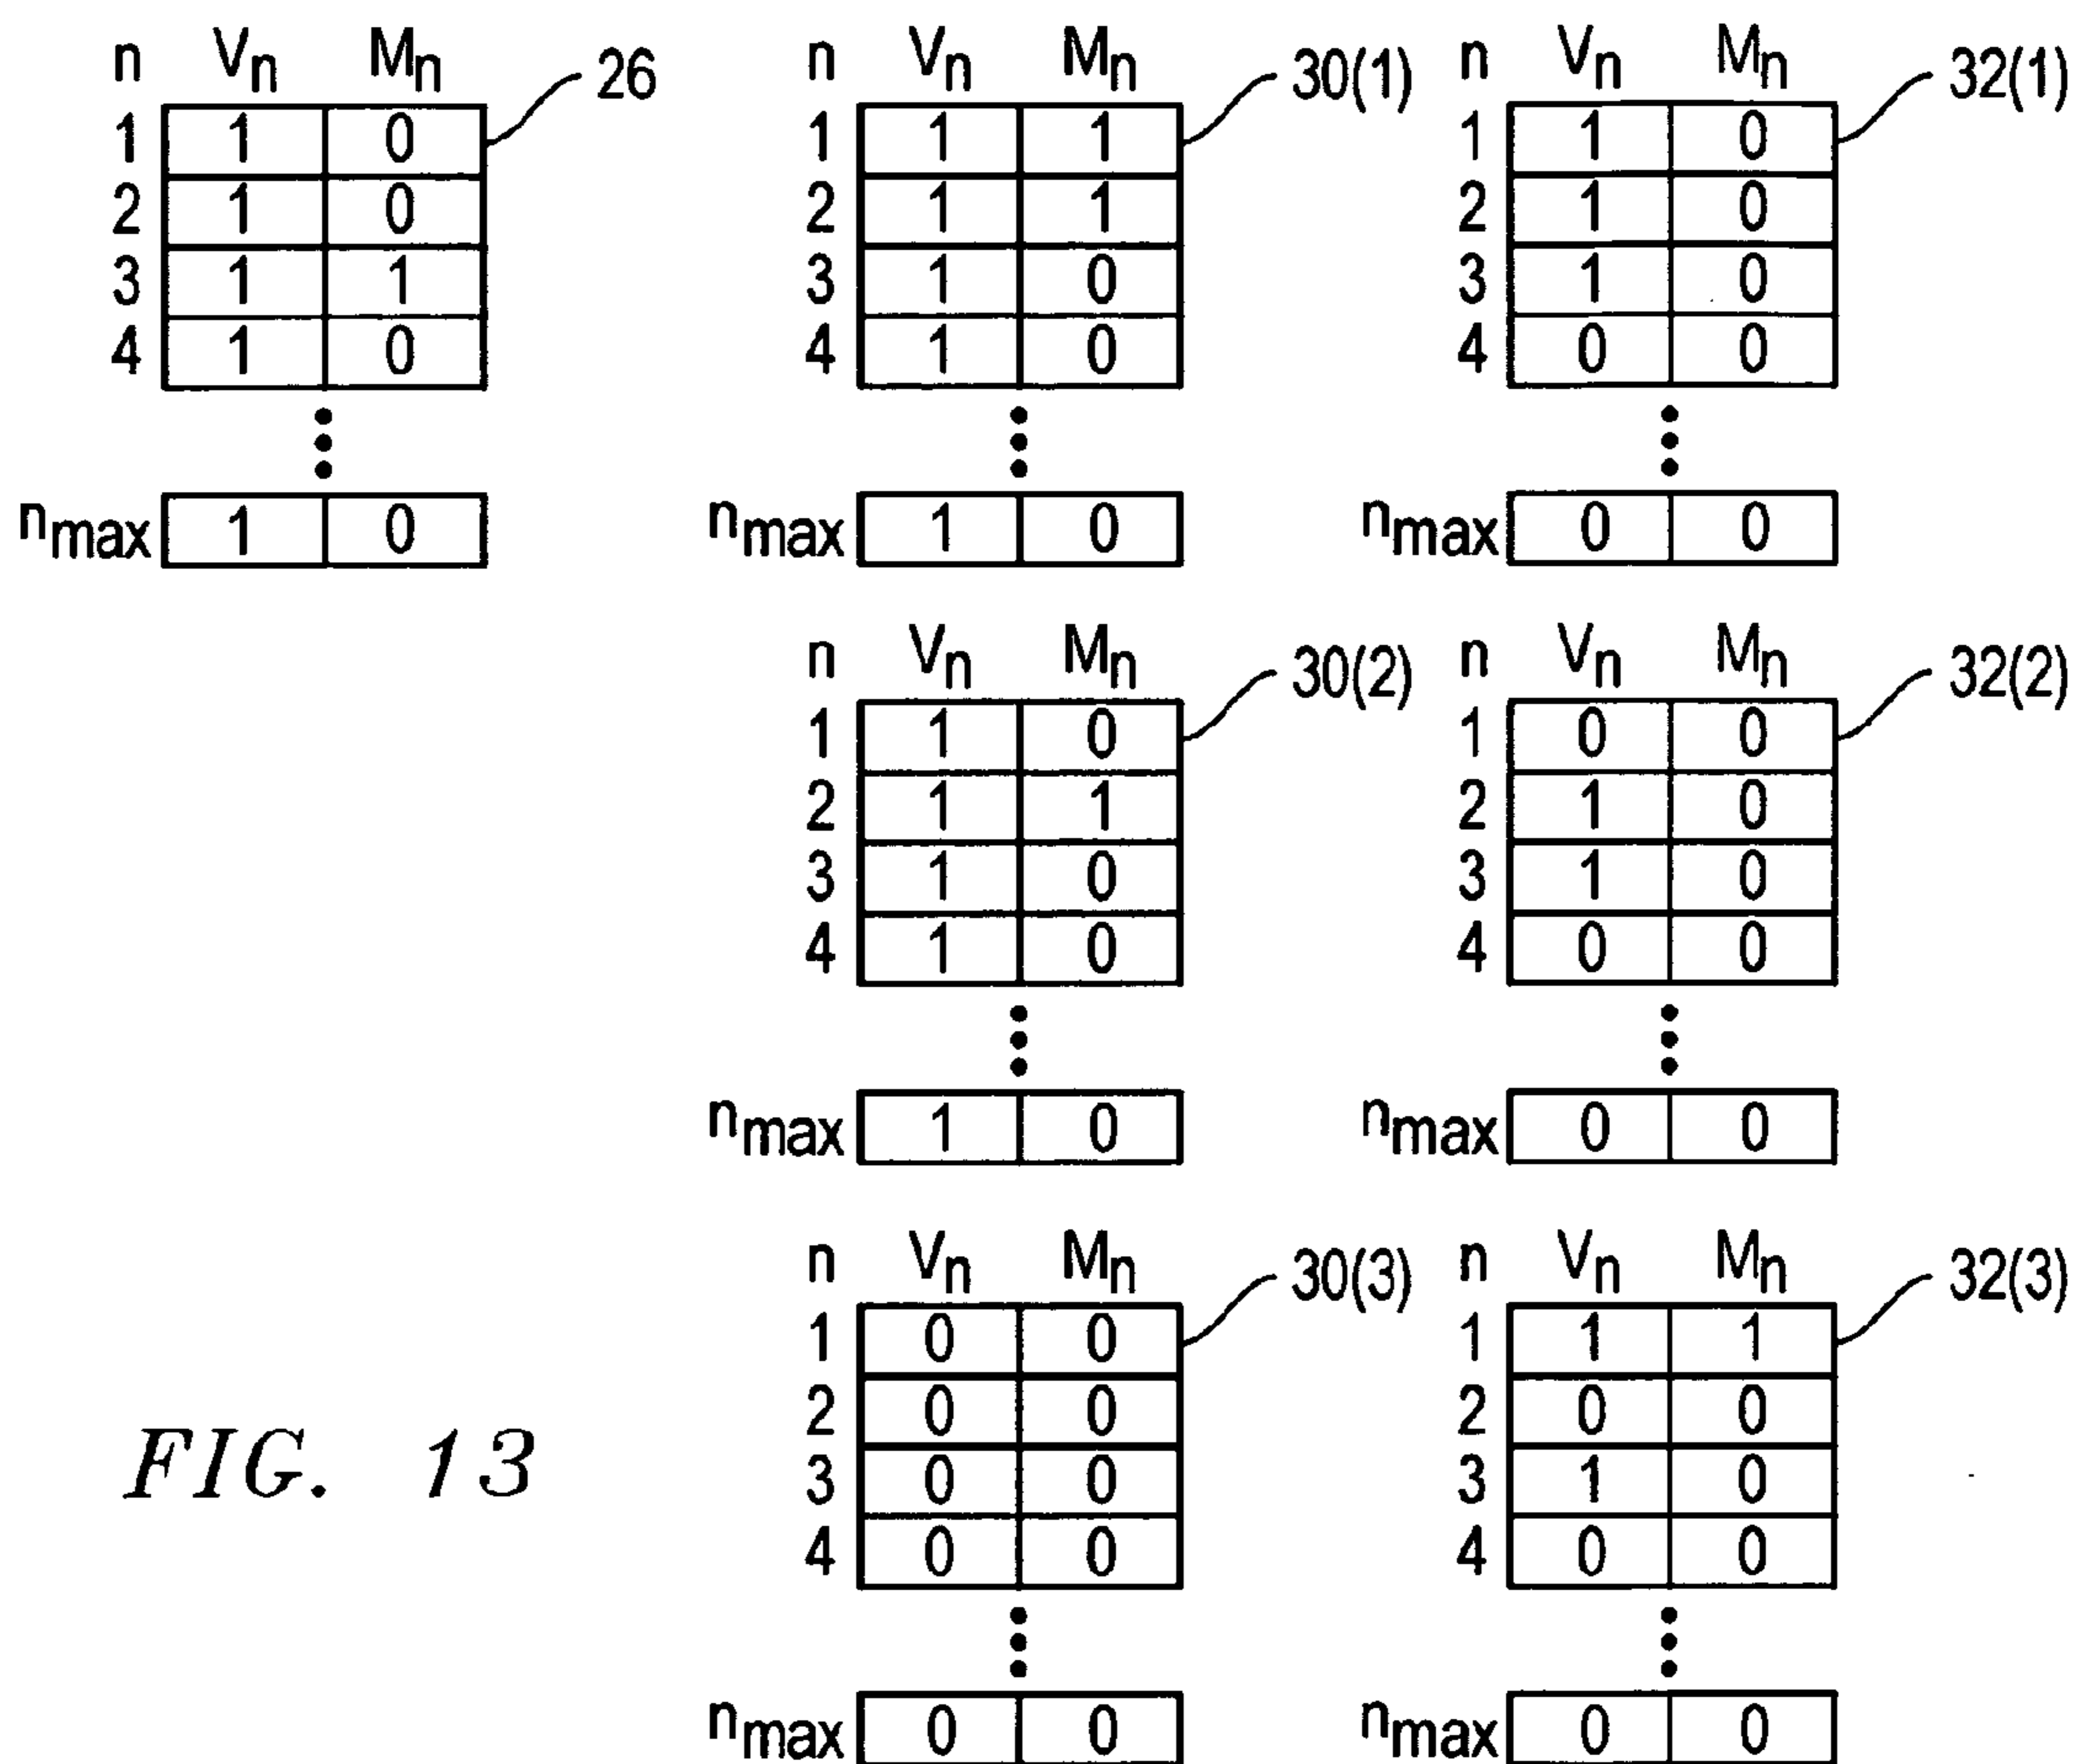 n Vn Mn 26
1 1 0
2 1 0
3 1 1
4 1 0
nmax 1 0
n Vn Mn 30(1)
1 1 1
2 1 1
3 1 0
4 1 0
nmax 1 0
n Vn Mn 32(1)
1 1 0
2 1 0
3 1 0
4 0 0
nmax 0 0
n Vn Mn 30(2)
1 1 0
2 1 1
3 1 0
4 1 0
nmax 1 0
n Vn Mn 32(2)
1 0 0
2 1 0
3 1 0
4 0 0
nmax 0 0
n Vn Mn 30(3)
1 0 0
2 0 0
3 0 0
4 0 0
nmax 0 0
n Vn Mn 32(3)
1 1 1
2 0 0
3 1 0
4 0 0
nmax 0 0
FIG. 13